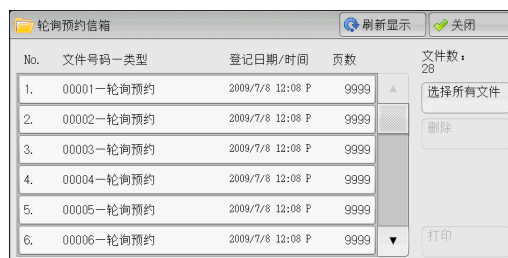 轮询预约信箱 刷新显示 关闭
No. 文件号码一类型 登记日期/时间 页数 文件数:
28
1. 00001一轮询预约 2009/7/8 12:08 P 9999 选择所有文件
2. 00002一轮询预约 2009/7/8 12:08 P 9999 删除
3. 00003一轮询预约 2009/7/8 12:08 P 9999
4. 00004一轮询预约 2009/7/8 12:08 P 9999
5. 00005一轮询预约 2009/7/8 12:08 P 9999
6. 00006一轮询预约 2009/7/8 12:08 P 9999 打印